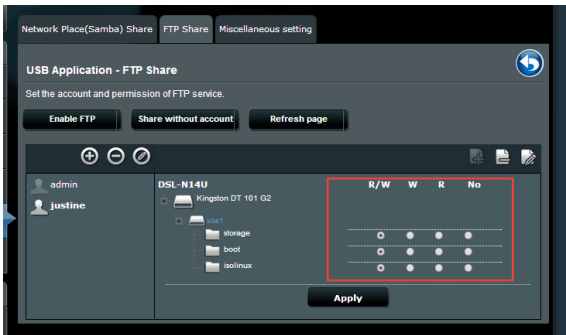 Network Place(Samba) Share FTP Share Miscellaneous setting
USB Application - FTP Share
Set the account and permission of FTP service.
Enable FTP Share without account Refresh page
admin
justine
DSL-N14U R/W W R No
Kingston DT 101 G2
sda1
storage
boot
isolinux
Apply